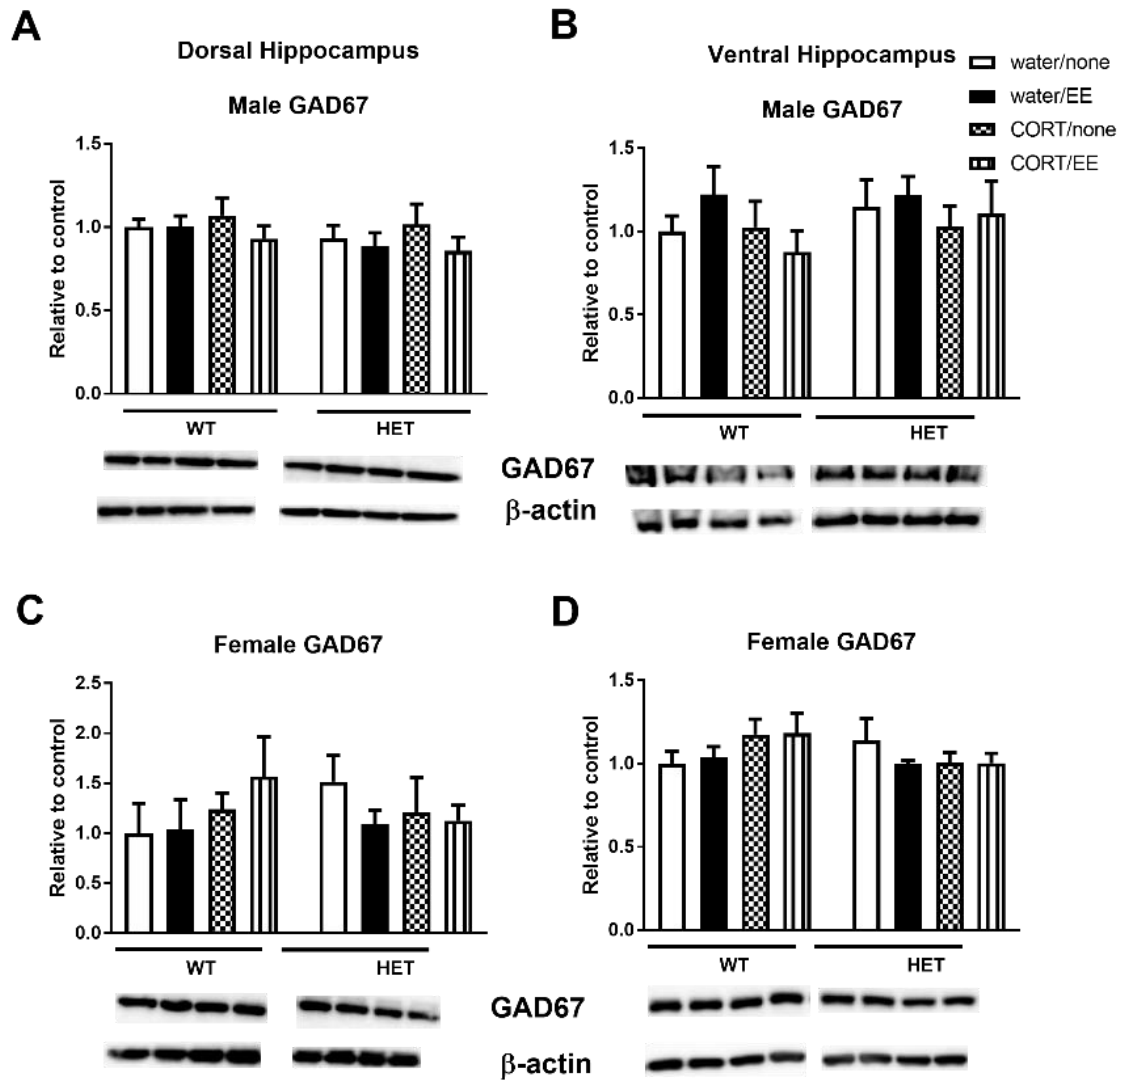 A
Dorsal Hippocampus
Male GAD67
1.5
1.0
0.5
0.0
Relative to control
WT
HET
B
Ventral Hippocampus
Male GAD67
water/none
water/EE
CORT/none
CORT/EE
1.5
1.0
0.5
0.0
Relative to control
WT
HET
GAD67
β-actin
C
Female GAD67
2.5
2.0
1.5
1.0
0.5
0.0
Relative to control
WT
HET
D
Female GAD67
1.5
1.0
0.5
0.0
Relative to control
WT
HET
GAD67
β-actin